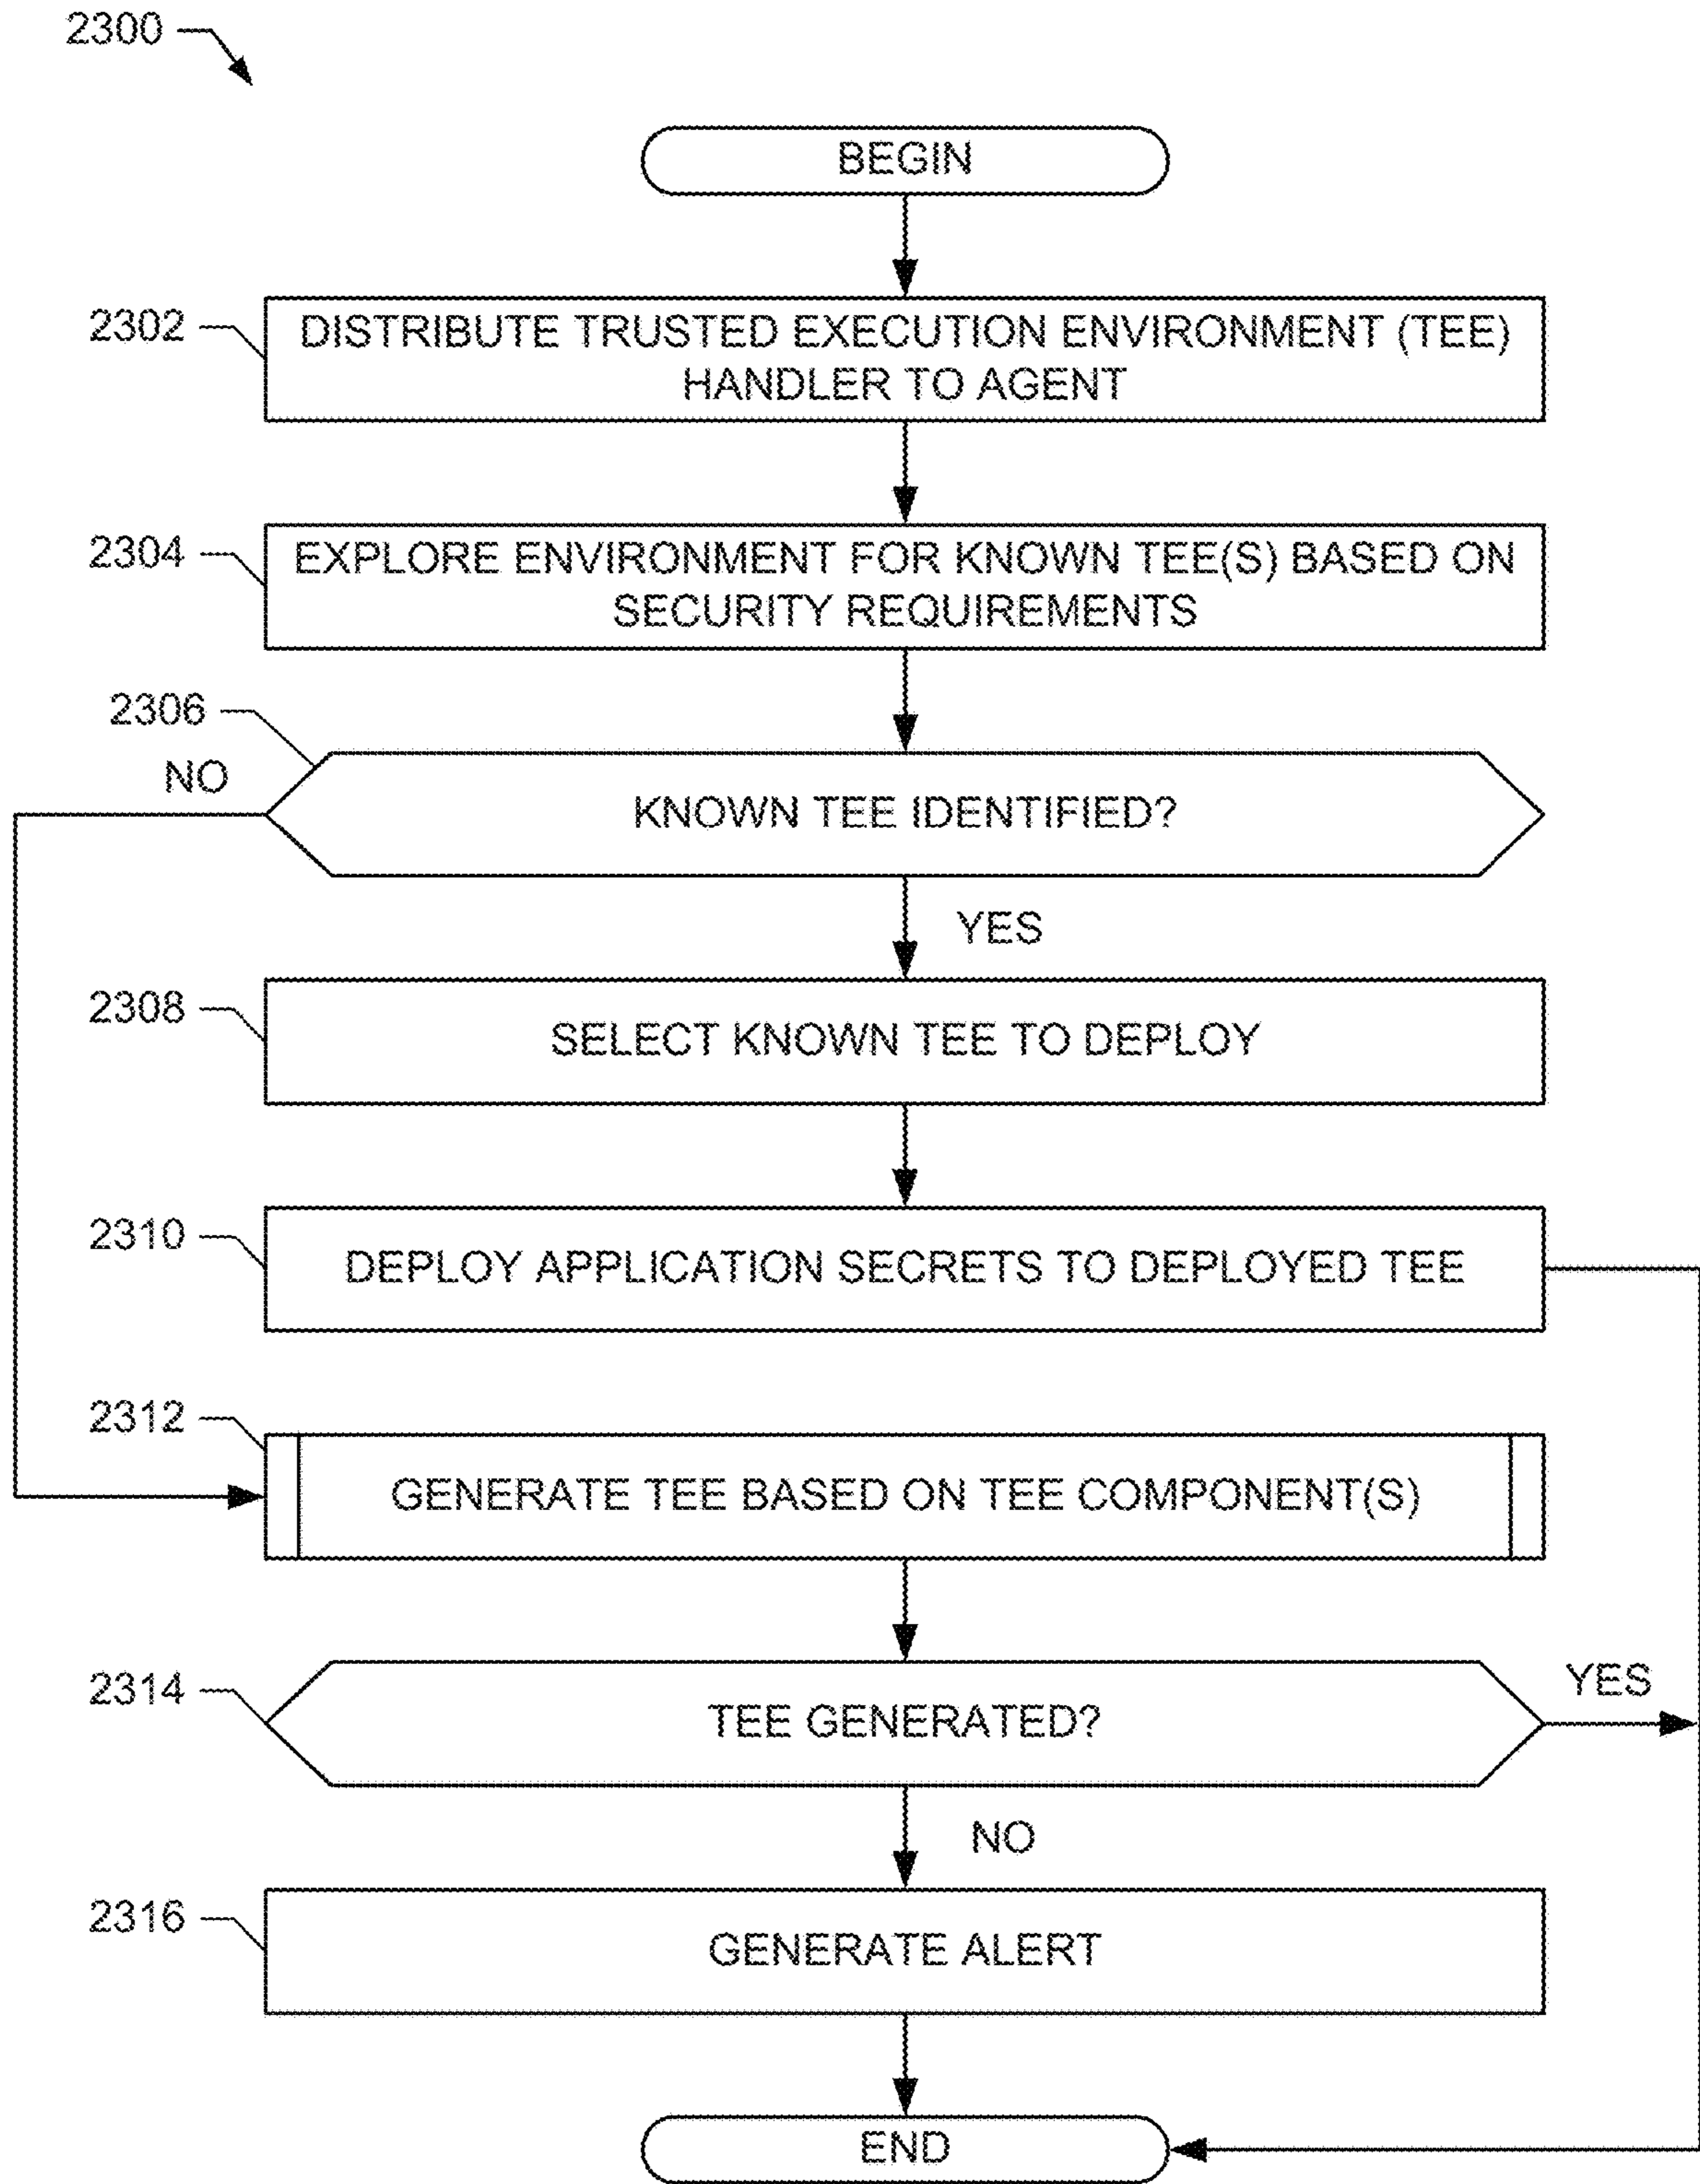 2300
BEGIN
2302
DISTRIBUTE TRUSTED EXECUTION ENVIRONMENT (TEE)
HANDLER TO AGENT
2304
EXPLORE ENVIRONMENT FOR KNOWN TEE(S) BASED ON
SECURITY REQUIREMENTS
2306
NO
KNOWN TEE IDENTIFIED?
YES
2308
SELECT KNOWN TEE TO DEPLOY
2310
DEPLOY APPLICATION SECRETS TO DEPLOYED TEE
2312
GENERATE TEE BASED ON TEE COMPONENT(S)
2314
TEE GENERATED?
YES
NO
2316
GENERATE ALERT
END